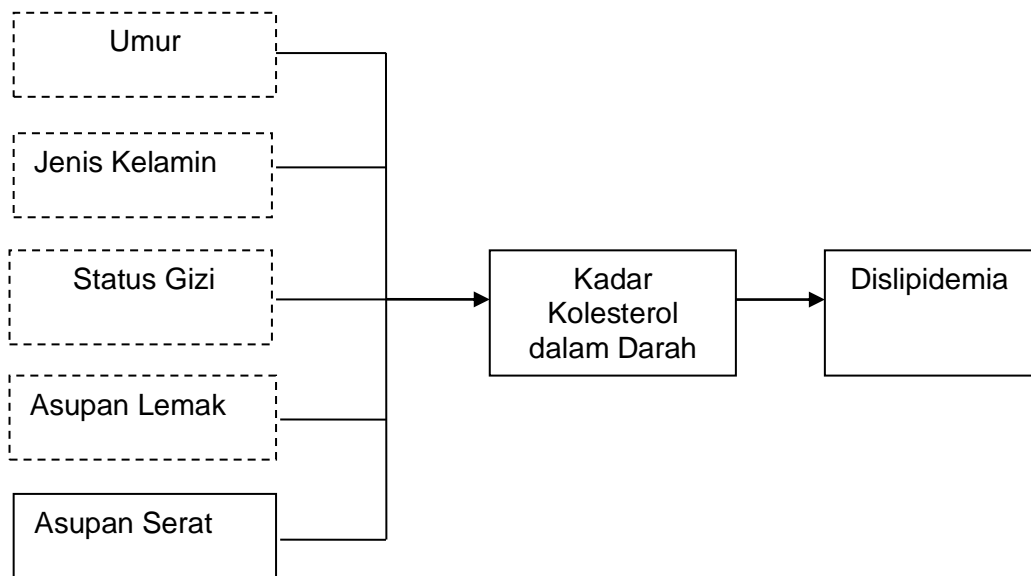 Umur
Jenis Kelamin
Status Gizi
Asupan Lemak
Asupan Serat
Kadar
Kolesterol
dalam Darah
Dislipidemia